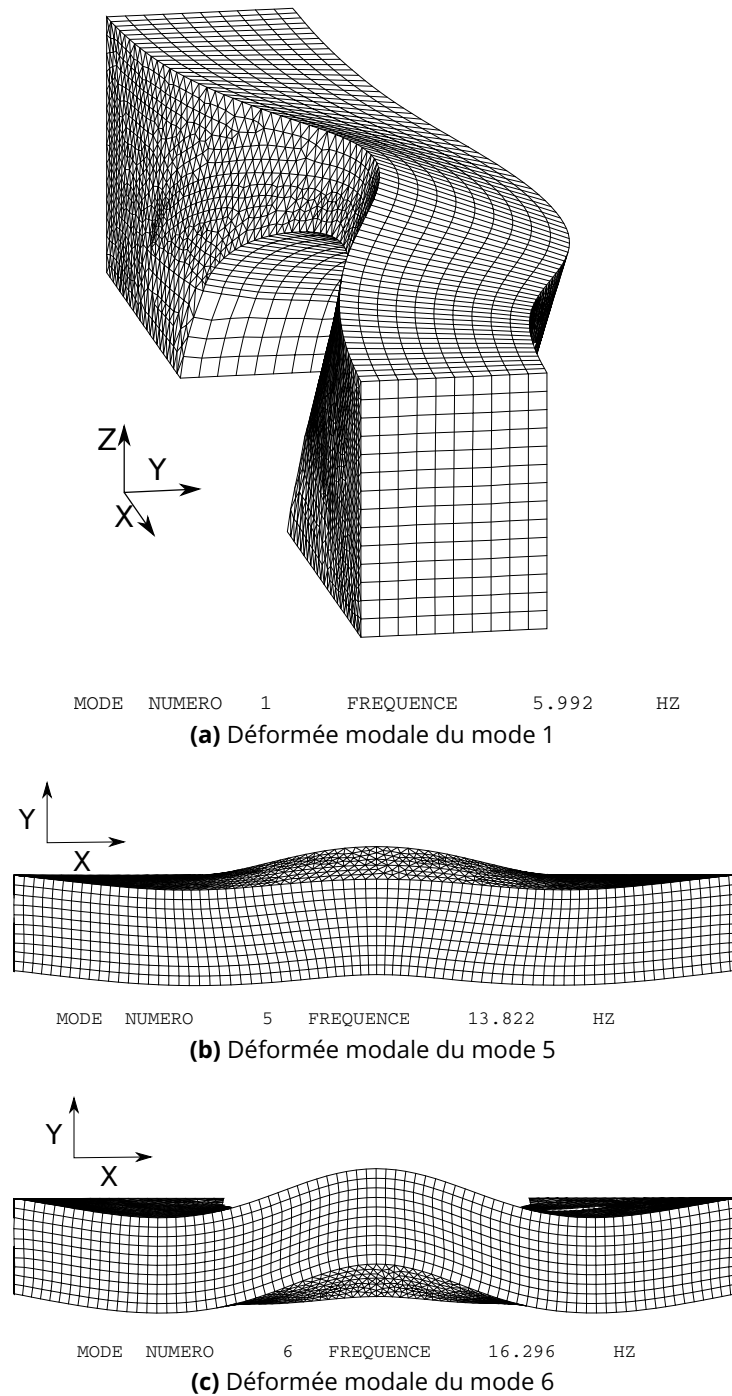 Z
Y
X
MODE NUMERO 1 FREQUENCE 5.992 HZ
(a) Déformée modale du mode 1
Y
X
MODE NUMERO 5 FREQUENCE 13.822 HZ
(b) Déformée modale du mode 5
Y
X
MODE NUMERO 6 FREQUENCE 16.296 HZ
(c) Déformée modale du mode 6